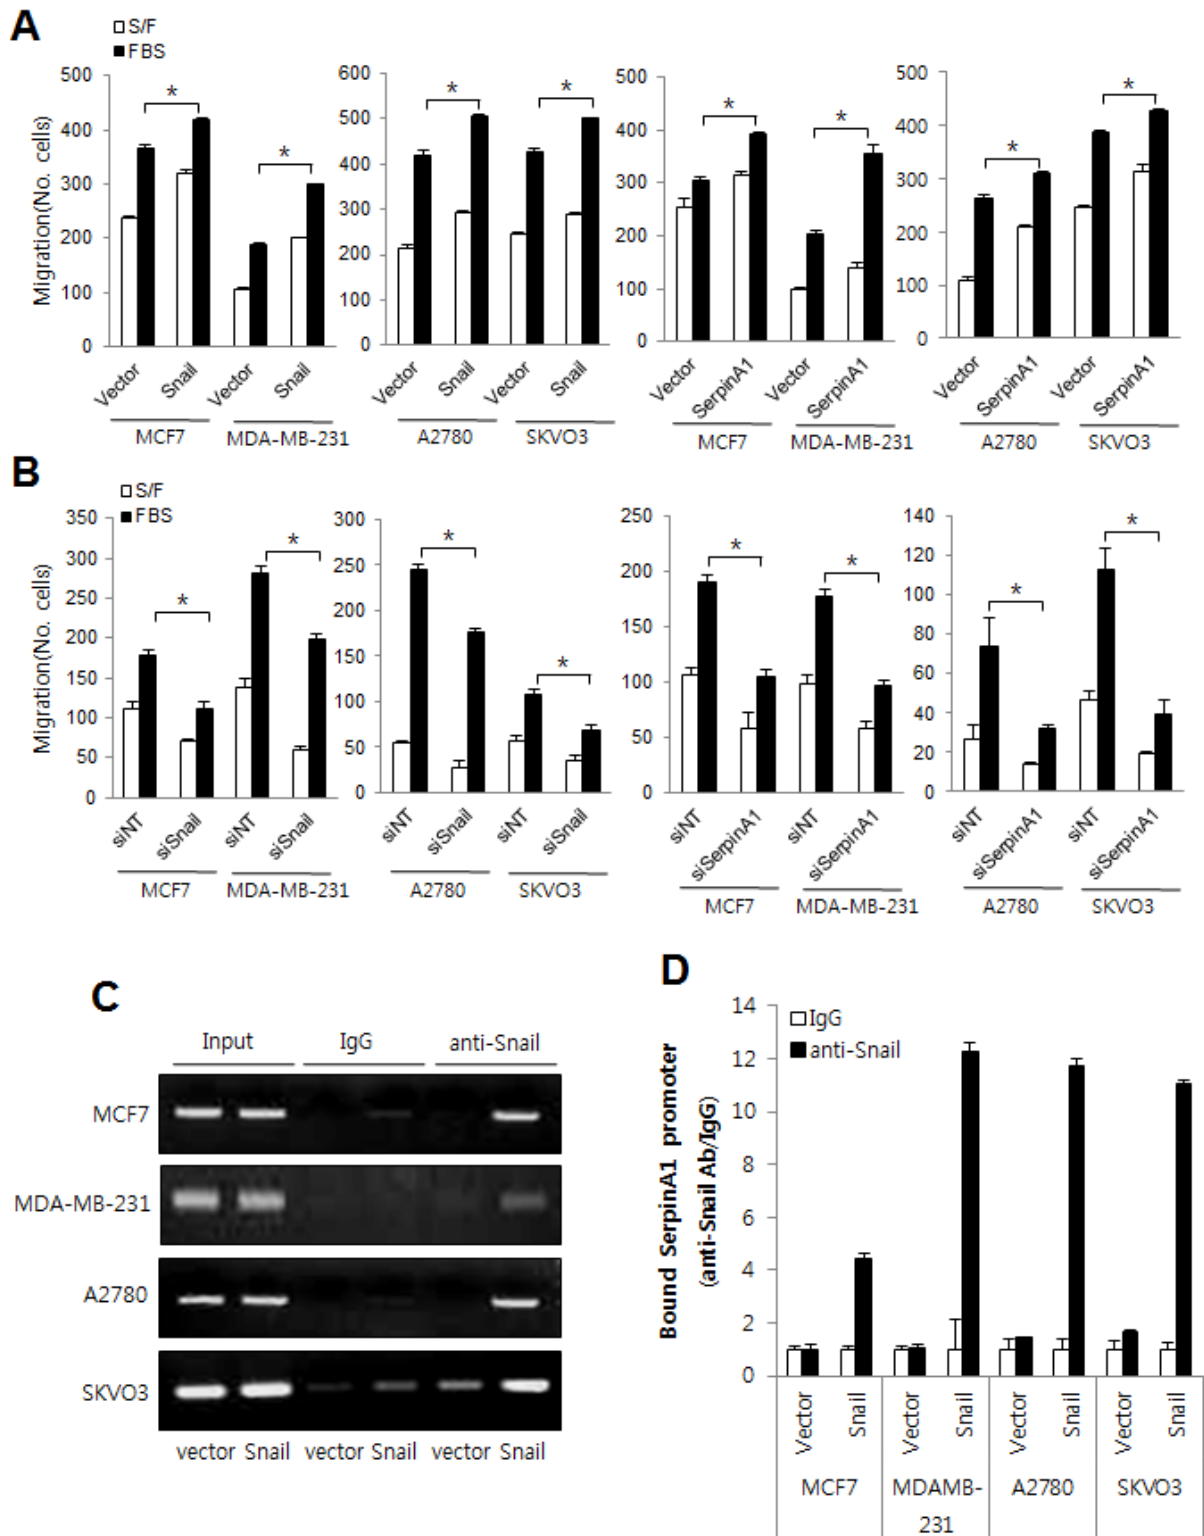 A
S/F
FBS
Migration(No. cells)
500
400
300
200
100
0
*
*
Vector
Snail
Vector
Snail
MCF7
MDA-MB-231
600
500
400
300
200
100
0
*
*
Vector
Snail
Vector
Snail
A2780
SKVO3
500
400
300
200
100
0
*
*
Vector
SerpinA1
Vector
SerpinA1
MCF7
MDA-MB-231
500
400
300
200
100
0
*
*
Vector
SerpinA1
Vector
SerpinA1
A2780
SKVO3
B
S/F
FBS
Migration(No. cells)
350
300
250
200
150
100
50
0
*
*
siNT
siSnail
siNT
siSnail
MCF7
MDA-MB-231
300
250
200
150
100
50
0
*
*
siNT
siSnail
siNT
siSnail
A2780
SKVO3
250
200
150
100
50
0
*
*
siNT
siSerpinA1
siNT
siSerpinA1
MCF7
MDA-MB-231
140
120
100
80
60
40
20
0
*
*
siNT
siSerpinA1
siNT
siSerpinA1
A2780
SKVO3
C
Input IgG anti-Snail
MCF7
MDA-MB-231
A2780
SKVO3
vector Snail vector Snail vector Snail
D
IgG
anti-Snail
Bound SerpinA1 promoter
(anti-Snail Ab/IgG)
14
12
10
8
6
4
2
0
Vector
Snail
Vector
Snail
Vector
Snail
Vector
Snail
MCF7
MDAMB-
231
A2780
SKVO3